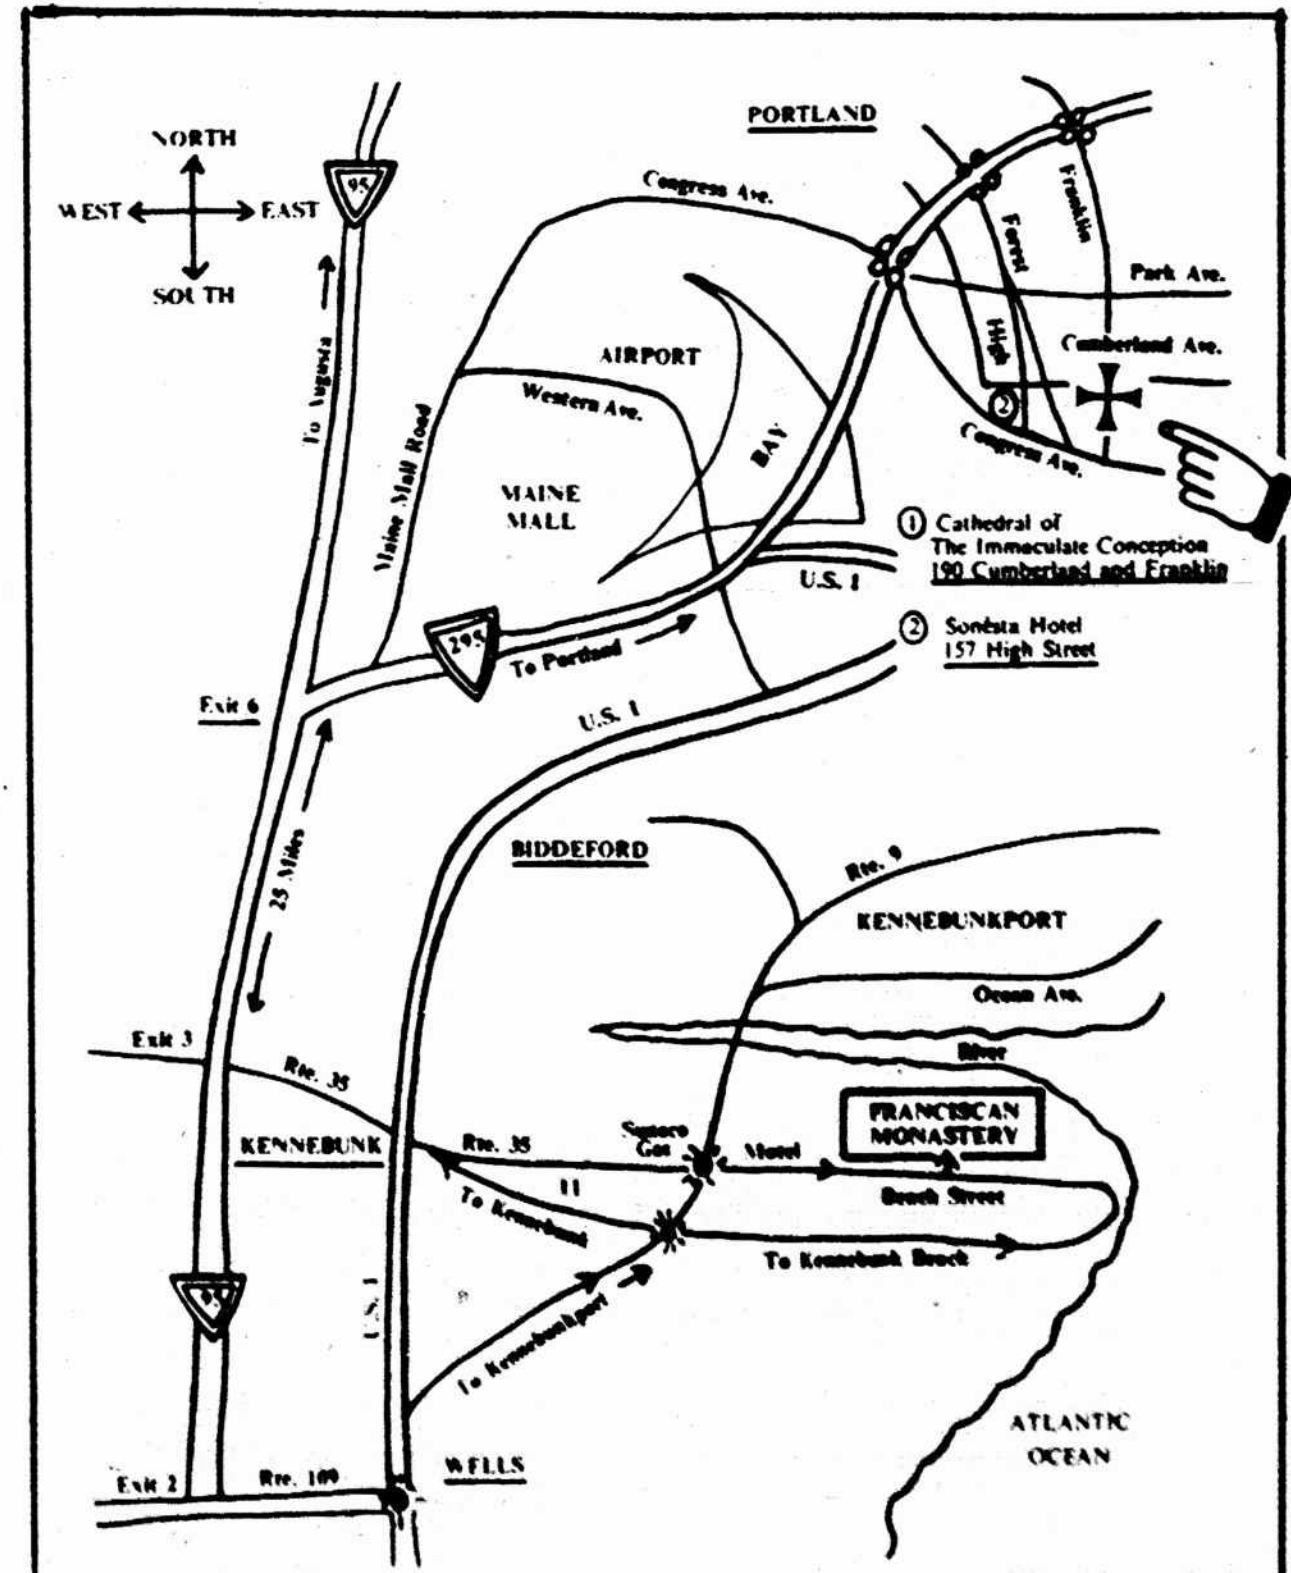 NORTH
WEST EAST
SOUTH
95
To Augusta
PORTLAND
Congress Ave.
Franklin
Forest
High
Park Ave.
Cumberland Ave.
2
Congress Ave.
AIRPORT
Western Ave.
BAY
Maine Mall Road
MAINE
MALL
1 Cathedral of
The Immaculate Conception
190 Cumberland and Franklin
U.S. 1
2 Sonesta Hotel
157 High Street
295
To Portland
Exit 6
U.S. 1
25 Miles
BIDDEFORD
Rte. 9
KENNEBUNKPORT
Ocean Ave.
River
Exit 3
Rte. 35
KENNEBUNK
Rte. 35
Sunoco
Gas
Motel
FRANCISCAN
MONASTERY
Beach Street
11
To Kennebunk
To Kennebunk Beach
95
U.S. 1
To Kennebunkport
ATLANTIC
OCEAN
Exit 2
Rte. 109
WELLS